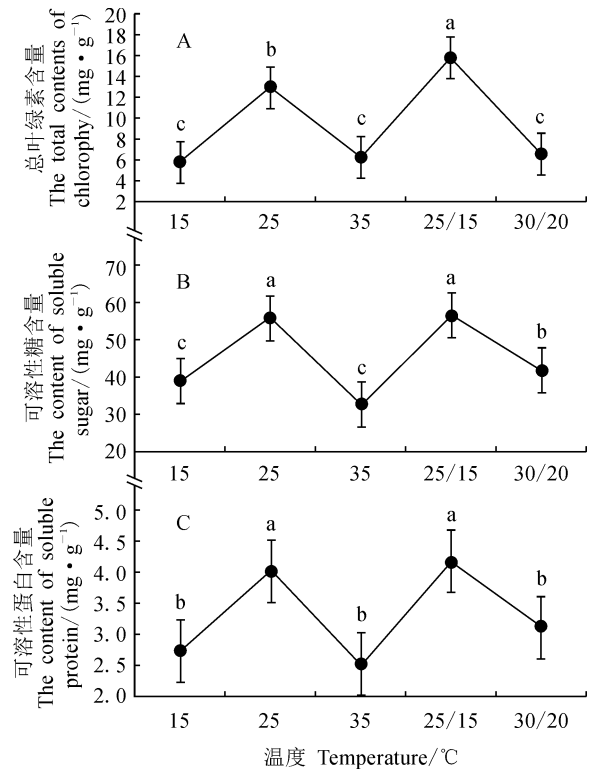 总叶绿素含量
The total contents of
chlorophy/(mg·g⁻¹)
20
18
16
14
12
10
8
6
4
2
A
c
b
c
a
c
15 25 35 25/15 30/20
可溶性糖含量
The content of soluble
sugar/(mg·g⁻¹)
70
60
50
40
30
20
B
c
a
c
a
b
15 25 35 25/15 30/20
可溶性蛋白含量
The content of soluble
protein/(mg·g⁻¹)
5.0
4.5
4.0
3.5
3.0
2.5
2.0
C
b
a
b
a
b
15 25 35 25/15 30/20
温度 Temperature/℃